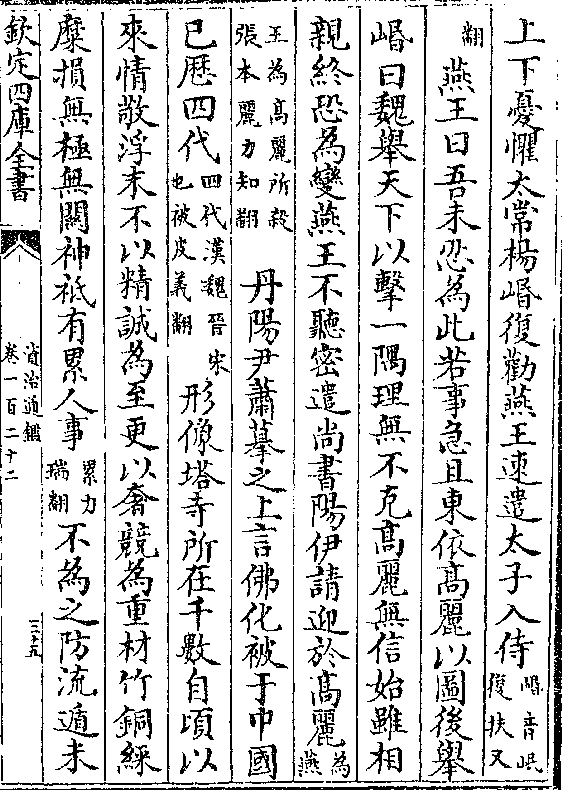 上下憂懼太常楊㟭復勸燕王速遣太子入侍㟭音岷復扶又
翻燕王曰吾未忍為此若事急且東依髙麗以圖後舉
㟭曰魏舉天下以擊一隅理無不克髙麗無信始雖相
親終恐為變燕王不聽密遣尚書陽伊請迎於髙麗為燕
王為髙麗所殺張本麗力知翻丹陽尹蕭摹之上言佛化被于中國
已歴四代四代漢魏晉宋也被皮義翻形像塔寺所在千數自頃以
來情敬浮末不以精誠為至更以奢競為重材竹銅綵
糜損無極無關神祇有累人事累力瑞翻不為之防流遁未
欽定四庫全書
資治通鑑
卷一百二十二
三十五